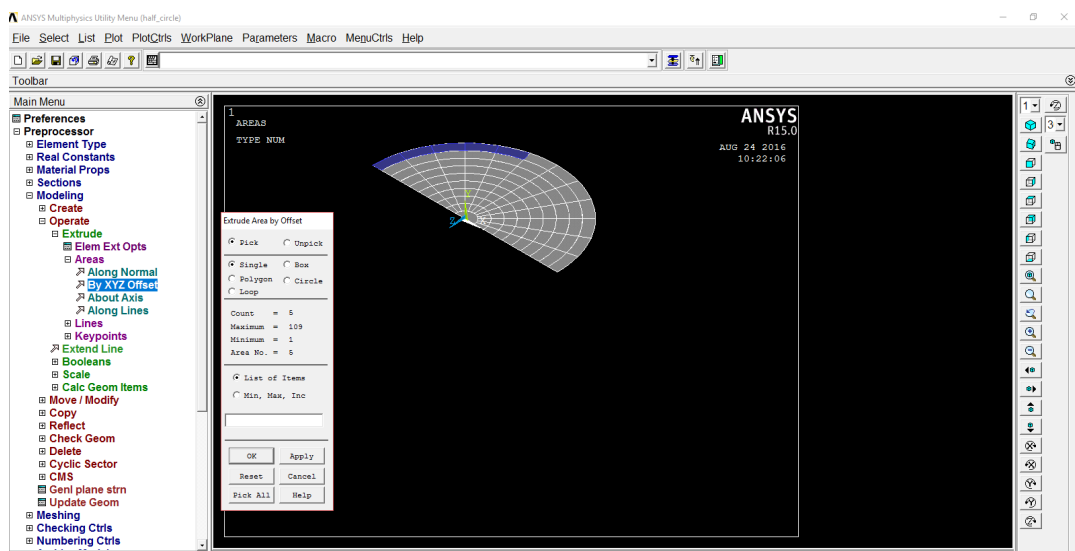 ANSYS Multiphysics Utility Menu (half_circle)
File Select List Plot PlotCtrls WorkPlane Parameters Macro MenuCtrls Help
Toolbar
Main Menu
Preferences
Preprocessor
Element Type
Real Constants
Material Props
Sections
Modeling
Create
Operate
Extrude
Elem Ext Opts
Areas
Along Normal
By XYZ Offset
About Axis
Along Lines
Lines
Keypoints
Extend Line
Booleans
Scale
Calc Geom Items
Move / Modify
Copy
Reflect
Check Geom
Delete
Cyclic Sector
CMS
Genl plane strn
Update Geom
Meshing
Checking Ctrls
Numbering Ctrls
Extrude Area by Offset
Pick Unpick
Single Box
Polygon Circle
Loop
Count = 5
Maximum = 109
Minimum = 1
Area No. = 5
List of Items
Min, Max, Inc
OK Apply
Reset Cancel
Pick All Help
1
AREAS
TYPE NUM
ANSYS
R15.0
AUG 24 2016
10:22:06
1
3